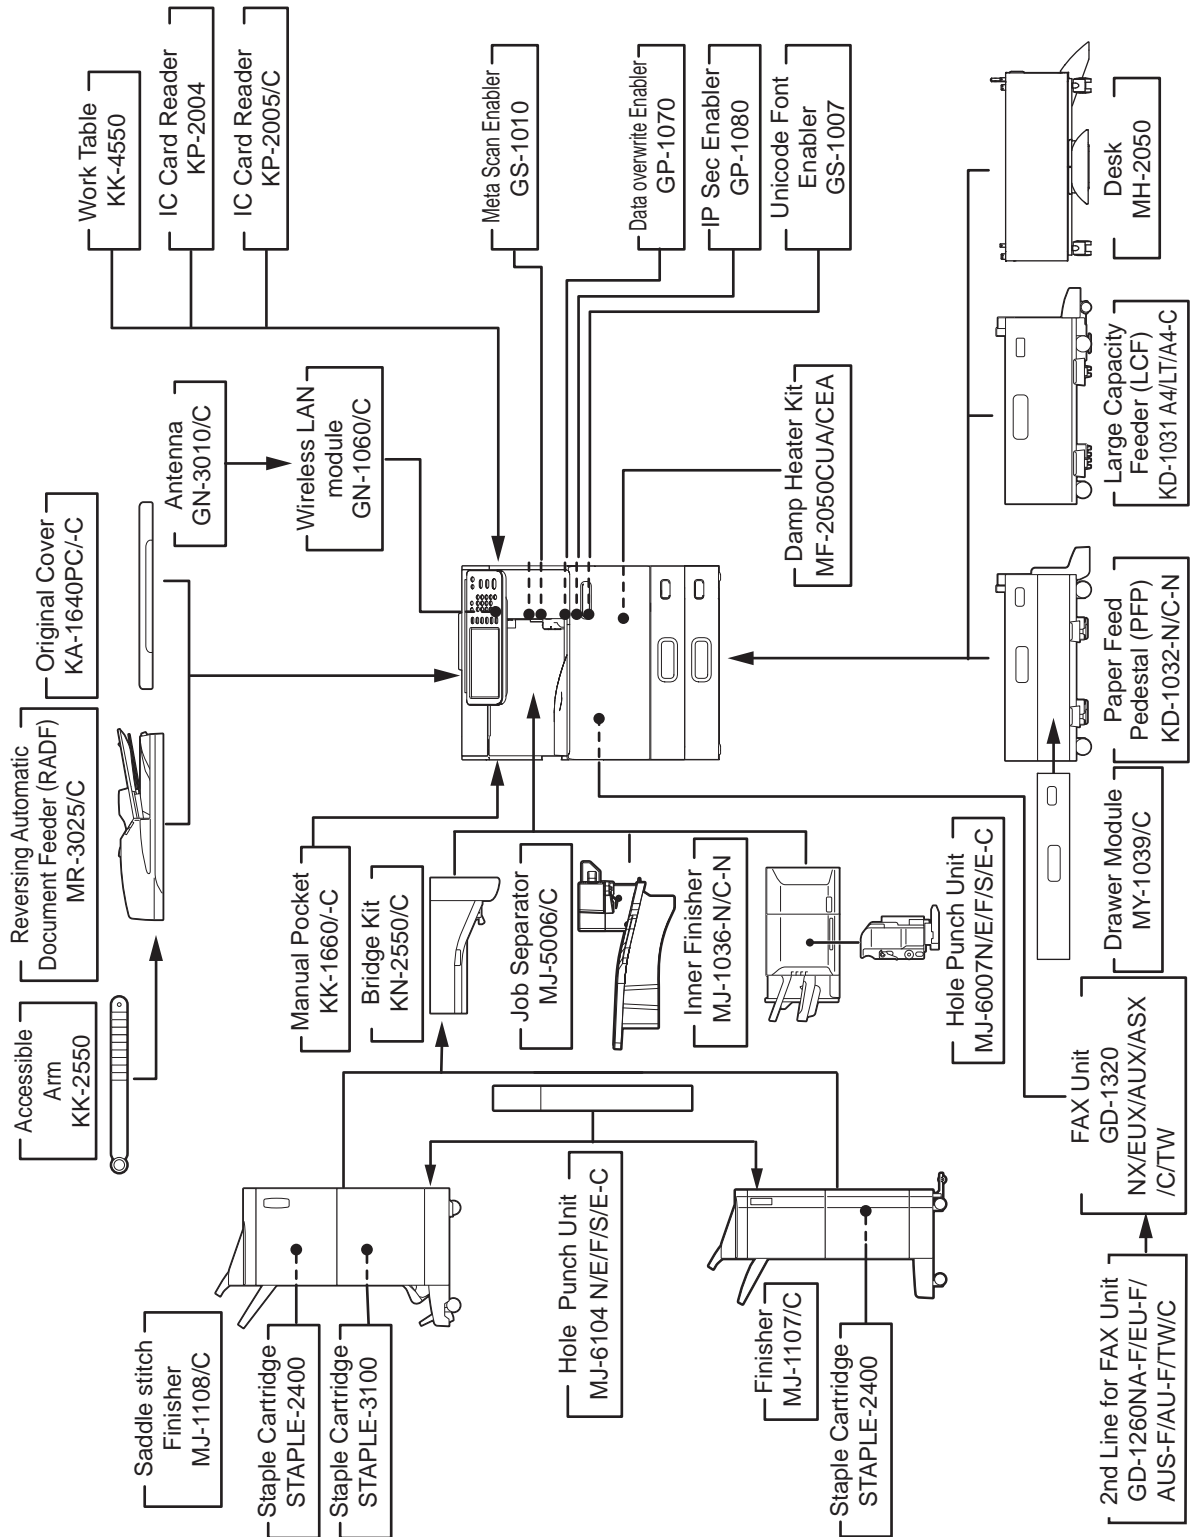 Work Table
KK-4550
IC Card Reader
KP-2004
IC Card Reader
KP-2005/C
Meta Scan Enabler
GS-1010
Data overwrite Enabler
GP-1070
IP Sec Enabler
GP-1080
Unicode Font
Enabler
GS-1007
Desk
MH-2050
Antenna
GN-3010/C
Wireless LAN
module
GN-1060/C
Damp Heater Kit
MF-2050CUA/CEA
Large Capacity
Feeder (LCF)
KD-1031 A4/LT/A4-C
Original Cover
KA-1640PC/-C
Reversing Automatic
Document Feeder (RADF)
MR-3025/C
Paper Feed
Pedestal (PFP)
KD-1032-N/C-N
Drawer Module
MY-1039/C
Accessible
Arm
KK-2550
Manual Pocket
KK-1660/-C
Bridge Kit
KN-2550/C
Job Separator
MJ-5006/C
Inner Finisher
MJ-1036-N/C-N
Hole Punch Unit
MJ-6007N/E/F/S/E-C
FAX Unit
GD-1320
NX/EUX/AUX/ASX
/C/TW
Saddle stitch
Finisher
MJ-1108/C
Staple Cartridge
STAPLE-2400
Staple Cartridge
STAPLE-3100
Hole Punch Unit
MJ-6104 N/E/F/S/E-C
Finisher
MJ-1107/C
Staple Cartridge
STAPLE-2400
2nd Line for FAX Unit
GD-1260NA-F/EU-F/
AUS-F/AU-F/TW/C